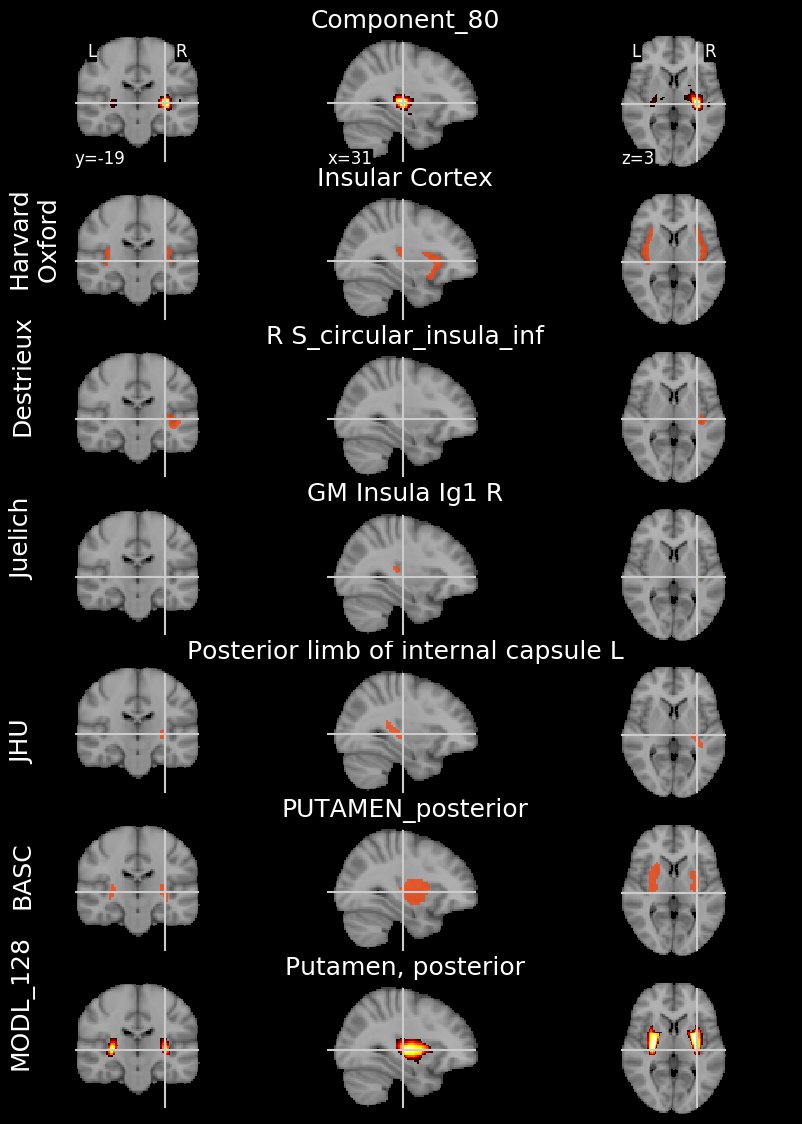 Component_80
L R
L R
y=-19
x=31
z=3
Insular Cortex
Harvard
Oxford
R S_circular_insula_inf
Destrieux
GM Insula Ig1 R
Juelich
Posterior limb of internal capsule L
JHU
PUTAMEN_posterior
BASC
Putamen, posterior
MODL_128